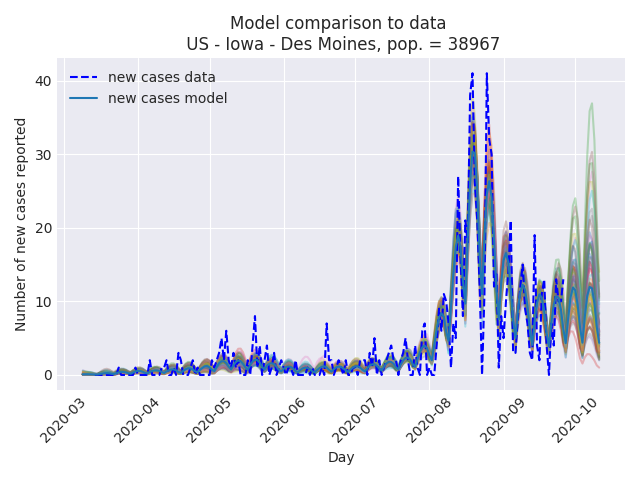 Model comparison to data
US - Iowa - Des Moines, pop. = 38967
new cases data
new cases model
Number of new cases reported
40
30
20
10
0
2020-03
2020-04
2020-05
2020-06
2020-07
2020-08
2020-09
2020-10
Day